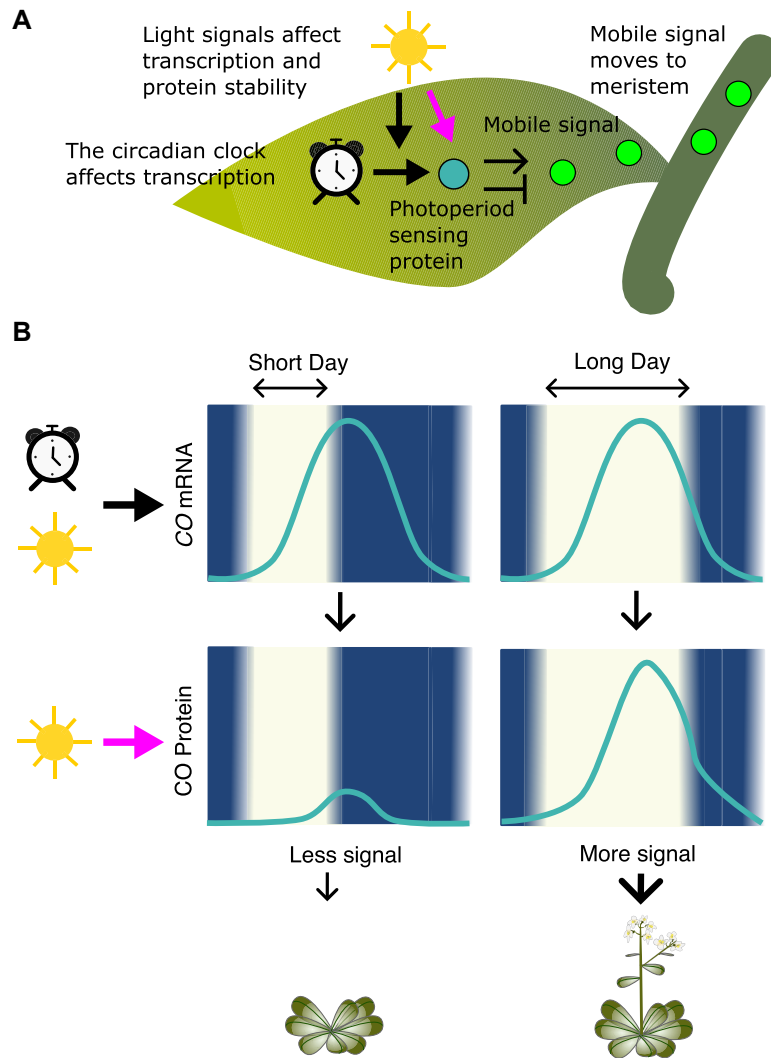 A
Light signals affect
transcription and
protein stability
Mobile signal
moves to
meristem
The circadian clock
affects transcription
Mobile signal
Photoperiod
sensing
protein
B
Short Day
Long Day
CO mRNA
CO Protein
Less signal
More signal